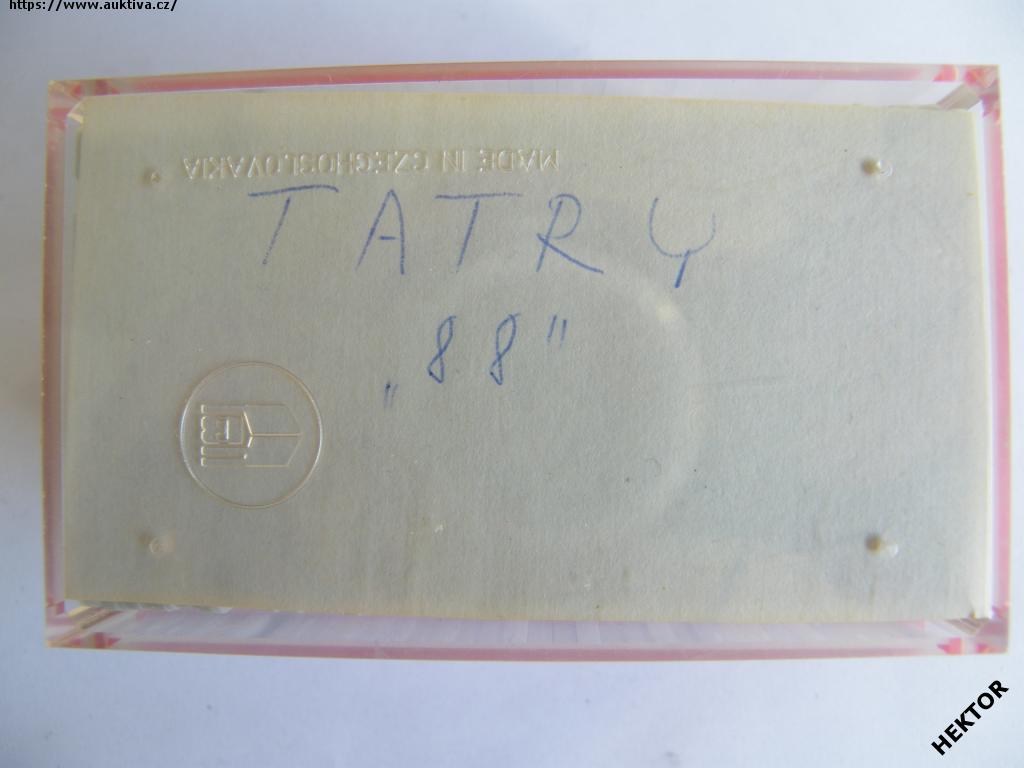 https://www.auktiva.cz/
MADE IN CZECHOSLOVAKIA
TATRY
„88"
HEKTOR